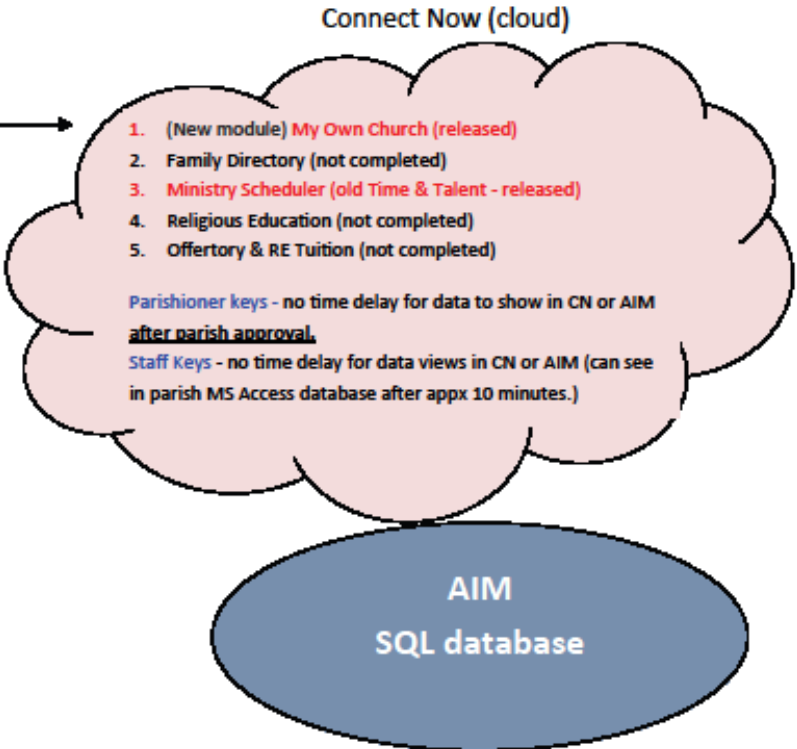 Connect Now (cloud)
1. (New module) My Own Church (released)
2. Family Directory (not completed)
3. Ministry Scheduler (old Time & Talent - released)
4. Religious Education (not completed)
5. Offertory & RE Tuition (not completed)
Parishioner keys - no time delay for data to show in CN or AIM
after parish approval.
Staff Keys - no time delay for data views in CN or AIM (can see
in parish MS Access database after appx 10 minutes.)
AIM
SQL database